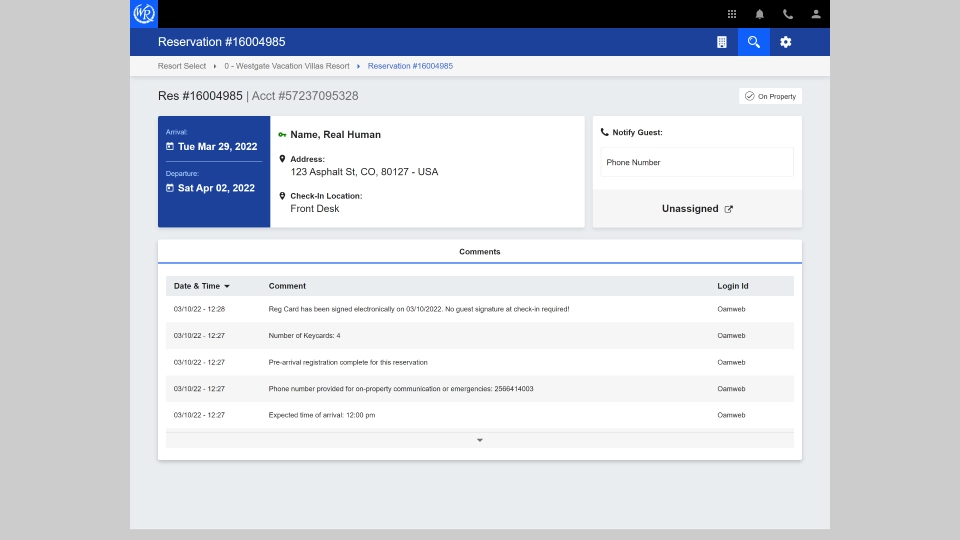 WR
Reservation #16004985
Resort Select
0 - Westgate Vacation Villas Resort
Reservation #16004985
Res #16004985 | Acct #57237095328
On Property
Arrival:
Tue Mar 29, 2022
Departure:
Sat Apr 02, 2022
Name, Real Human
Address:
123 Asphalt St, CO, 80127 - USA
Check-In Location:
Front Desk
Notify Guest:
Phone Number
Unassigned
Comments
Date & Time Comment Login Id
03/10/22 - 12:28 Reg Card has been signed electronically on 03/10/2022. No guest signature at check-in required! Oamweb
03/10/22 - 12:27 Number of Keycards: 4 Oamweb
03/10/22 - 12:27 Pre-arrival registration complete for this reservation Oamweb
03/10/22 - 12:27 Phone number provided for on-property communication or emergencies: 2566414003 Oamweb
03/10/22 - 12:27 Expected time of arrival: 12:00 pm Oamweb